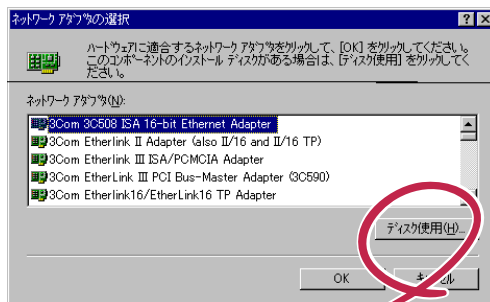 ネットワーク アダプタの選択
ハードウェアに適合するネットワーク アダプタをクリックして、[OK] をクリックしてください。
このコンポーネントのインストール ディスクがある場合は、[ディスク使用] をクリックしてく
ださい。
ネットワーク アダプタ(N):
3Com 3C508 ISA 16-bit Ethernet Adapter
3Com Etherlink II Adapter (also II/16 and II/16 TP)
3Com Etherlink III ISA/PCMCIA Adapter
3Com EtherLink III PCI Bus-Master Adapter (3C590)
3Com Etherlink16/EtherLink16 TP Adapter
ディスク使用(H)...
OK
キャンセル